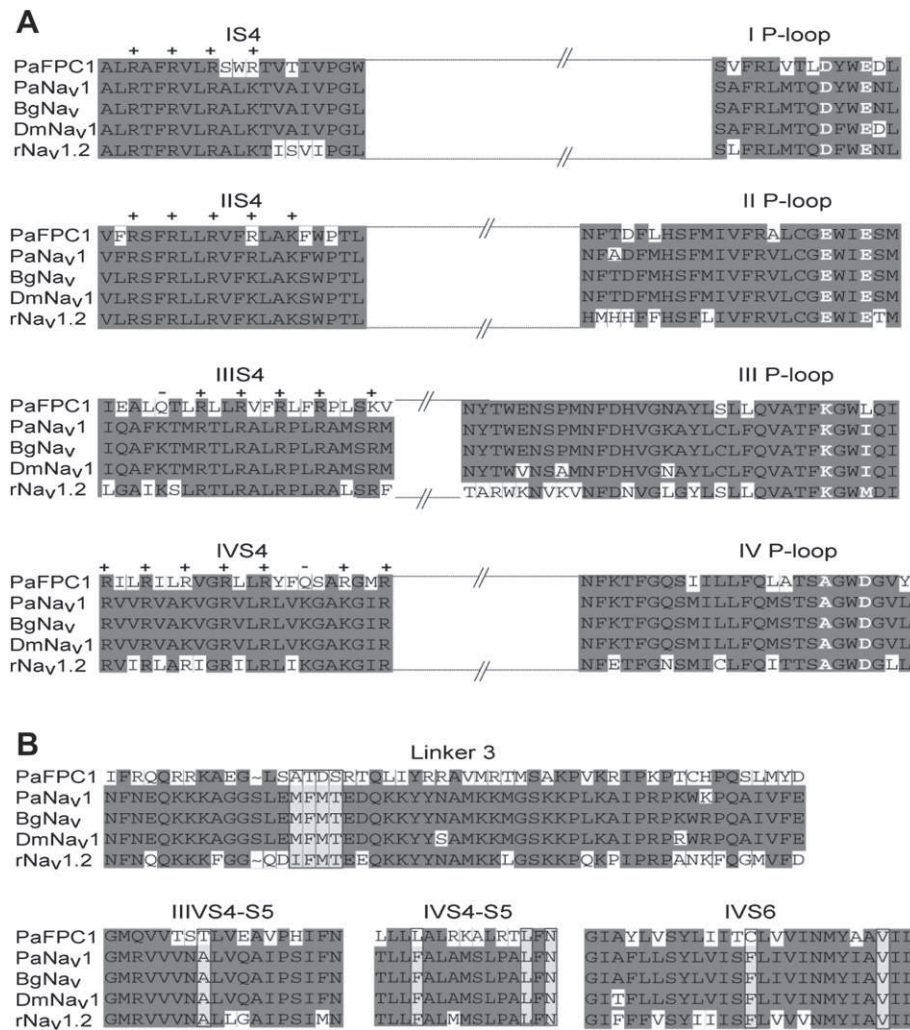 A
IS4
I P-loop
+ + + +
PaFPC1 ALRAFRVLRSWRTVTIVPGW // SVFRLVTLDYWEDL
PaNav1 ALRTFRVLRALKTVAIVPGL SAFRLMTQDYWENL
BgNav ALRTFRVLRALKTVAIVPGL SAFRLMTQDYWENL
DmNav1 ALRTFRVLRALKTVAIVPGL SAFRLMTQDFWEDL
rNav1.2 ALRTFRVLRALKTISVIPGL // SLFRLMTQDFWENL
IIS4
II P-loop
+ + + + +
PaFPC1 VFRSFRLLRVFRLAKFWPTL // NFTDFLHSFMIVFRALCGEWIESM
PaNav1 VFRSFRLLRVFRLAKFWPTL NFADFMHSFMIVFRVLCGEWIESM
BgNav VLRSFRLLRVFKLAKSWPTL NFTDFMHSFMIVFRVLCGEWIESM
DmNav1 VLRSFRLLRVFKLAKSWPTL NFTDFMHSFMIVFRVLCGEWIESM
rNav1.2 VLRSFRLLRVFKLAKSWPTL // HMHHFFHSFLIVFRVLCGEWIETM
IIIS4
III P-loop
- + + + + +
PaFPC1 IEALQTLRLLRVFRLFRPLSKV // NYTWENSPMNFDHVGNAYLSLLQVATFKGWLQI
PaNav1 IQAFKTMRTLRALRPLRAMSRM NYTWENSPMNFDHVGKAYLCLFQVATFKGWIQI
BgNav IQAFKTMRTLRALRPLRAMSRM NYTWENSPMNFDHVGKAYLCLFQVATFKGWIQI
DmNav1 IQAFKTMRTLRALRPLRAMSRM NYTWVNSAMNFDHVGNAYLCLFQVATFKGWIQI
rNav1.2 LGAIKSLRTLRALRPLRALSRF // TARWKNVKVNFDNVGLGYLSLLQVATFKGWMDI
IVS4
IV P-loop
+ + + + + - + +
PaFPC1 RILRILRVGRLLRYFQSARGMR // NFKTFGQSIILLFQLATSAGWDGVY
PaNav1 RVVRVAKVGRVLRLVKGAKGIR NFKTFGQSMILLFQMSTSAGWDGVL
BgNav RVVRVAKVGRVLRLVKGAKGIR NFKTFGQSMILLFQMSTSAGWDGVL
DmNav1 RVVRVAKVGRVLRLVKGAKGIR NFKTFGQSMILLFQMSTSAGWDGVL
rNav1.2 RVIRLARIGRILRLIKGAKGIR // NFETFGNSMICLFQITTSAGWDGLL
B
Linker 3
PaFPC1 IFRQQRRKAEG~LSATDSRTQLIYRRAVMRTMSAKPVKRIPKPTCHPQSLMYD
PaNav1 NFNEQKKKAGGSLEMFMTEDQKKYYNAMKKMGSKKPLKAIPRPKWKPQAIVFE
BgNav NFNEQKKKAGGSLEMFMTEDQKKYYNAMKKMGSKKPLKAIPRPKWRPQAIVFE
DmNav1 NFNEQKKKAGGSLEMFMTEDQKKYYSAMKKMGSKKPLKAIPRPRWRPQAIVFE
rNav1.2 NFNQQKKKFGG~QDIFMTEEQKKYYNAMKKLGSKKPQKPIPRPANKFQGMVFD
IIIVS4-S5
IVS4-S5
IVS6
PaFPC1 GMQVVTSTLVEAVPHIFN LLLLALRKALRTLFN GIAYLVSYLIITCLVVINMYAAVII
PaNav1 GMRVVVNALVQAIPSIFN TLLFALAMSLPALFN GIAFLLSYLVISFLIVINMYIAVII
BgNav GMRVVVNALVQAIPSIFN TLLFALAMSLPALFN GIAFLLSYLVISFLIVINMYIAVII
DmNav1 GMRVVVNALVQAIPSIFN TLLFALAMSLPALFN GITFLLSYLVISFLIVINMYIAVII
rNav1.2 GMRVVVNALLGAIPSIMN TLLFALMMSLPALFN GIFFFVSYIIISFLVVVNMYIAVII